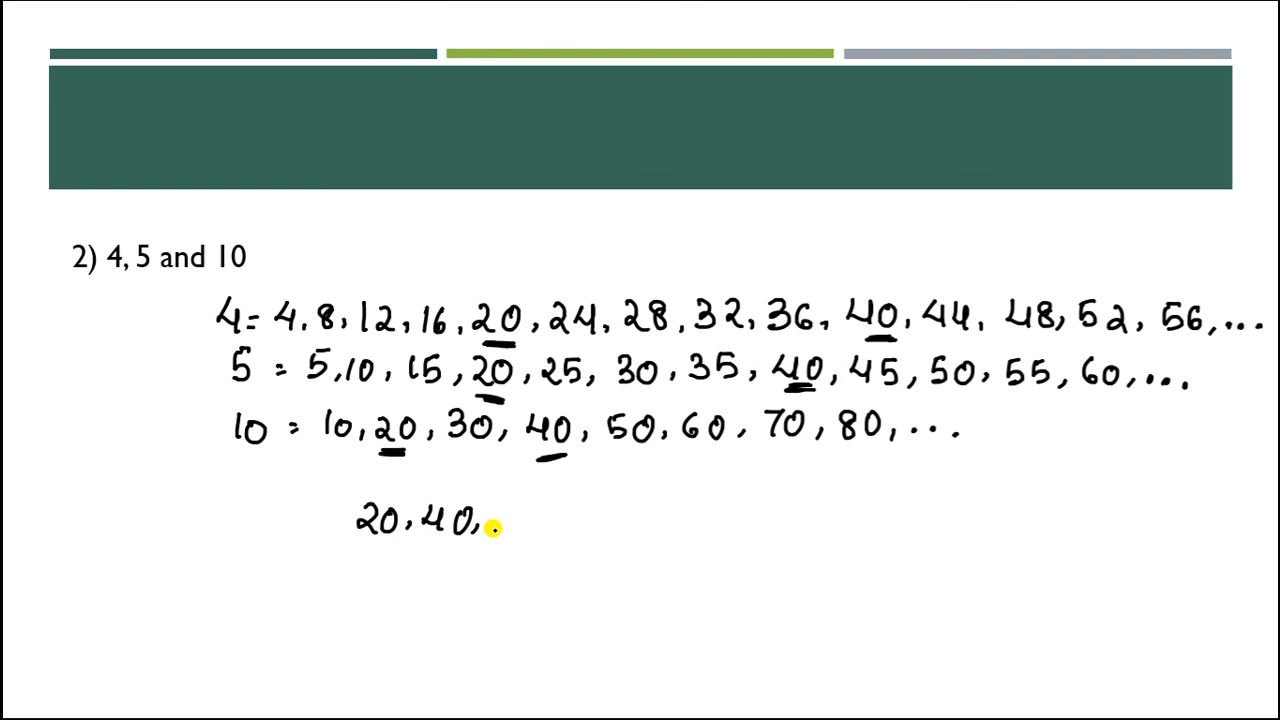 2) 4, 5 and 10
4= 4, 8, 12, 16, 20, 24, 28, 32, 36, 40, 44, 48, 52, 56, ...
5 = 5, 10, 15, 20, 25, 30, 35, 40, 45, 50, 55, 60, ...
10 = 10, 20, 30, 40, 50, 60, 70, 80, ...
20, 40, .